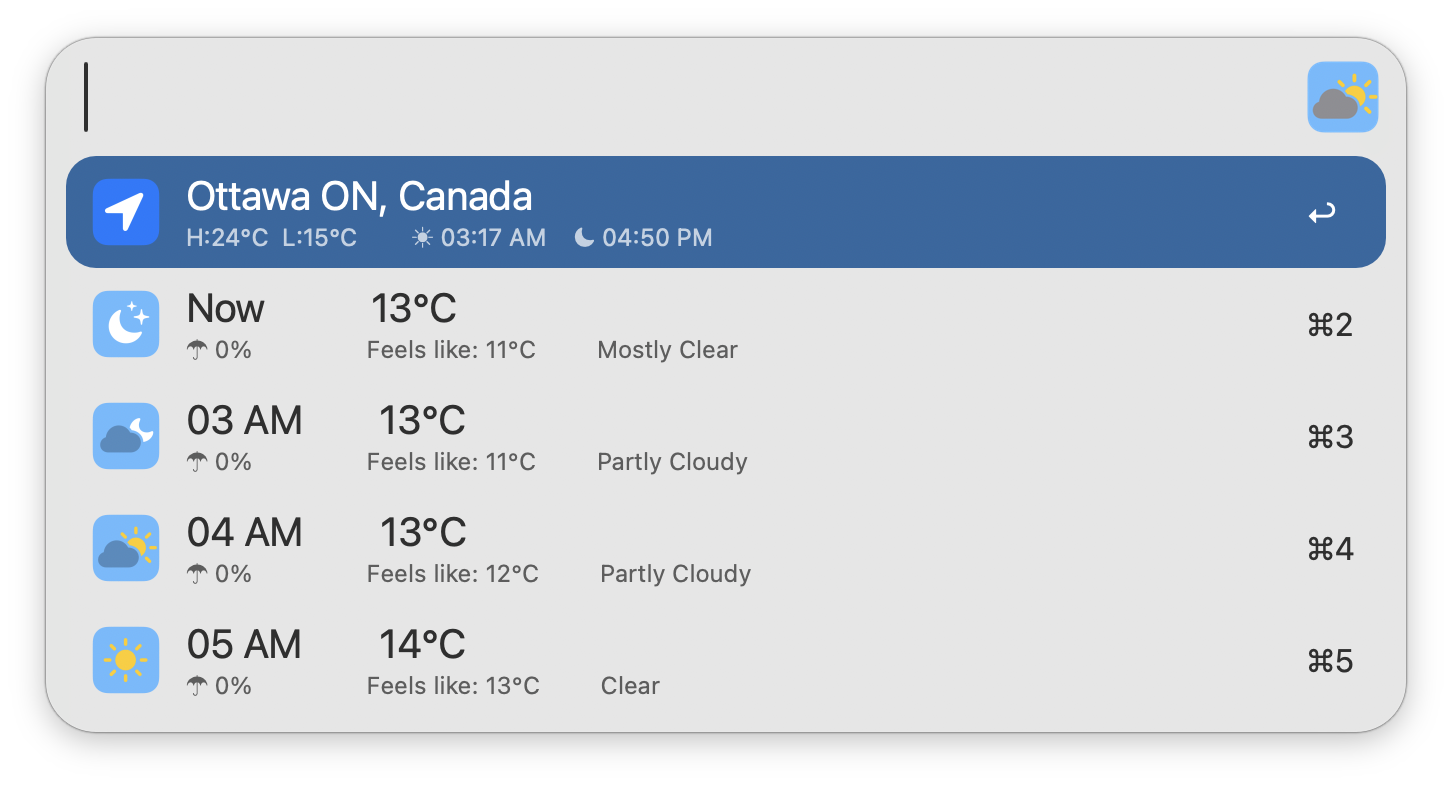 Ottawa ON, Canada
H:24°C L:15°C 03:17 AM 04:50 PM
Now 13°C
0% Feels like: 11°C Mostly Clear
⌘2
03 AM 13°C
0% Feels like: 11°C Partly Cloudy
⌘3
04 AM 13°C
0% Feels like: 12°C Partly Cloudy
⌘4
05 AM 14°C
0% Feels like: 13°C Clear
⌘5